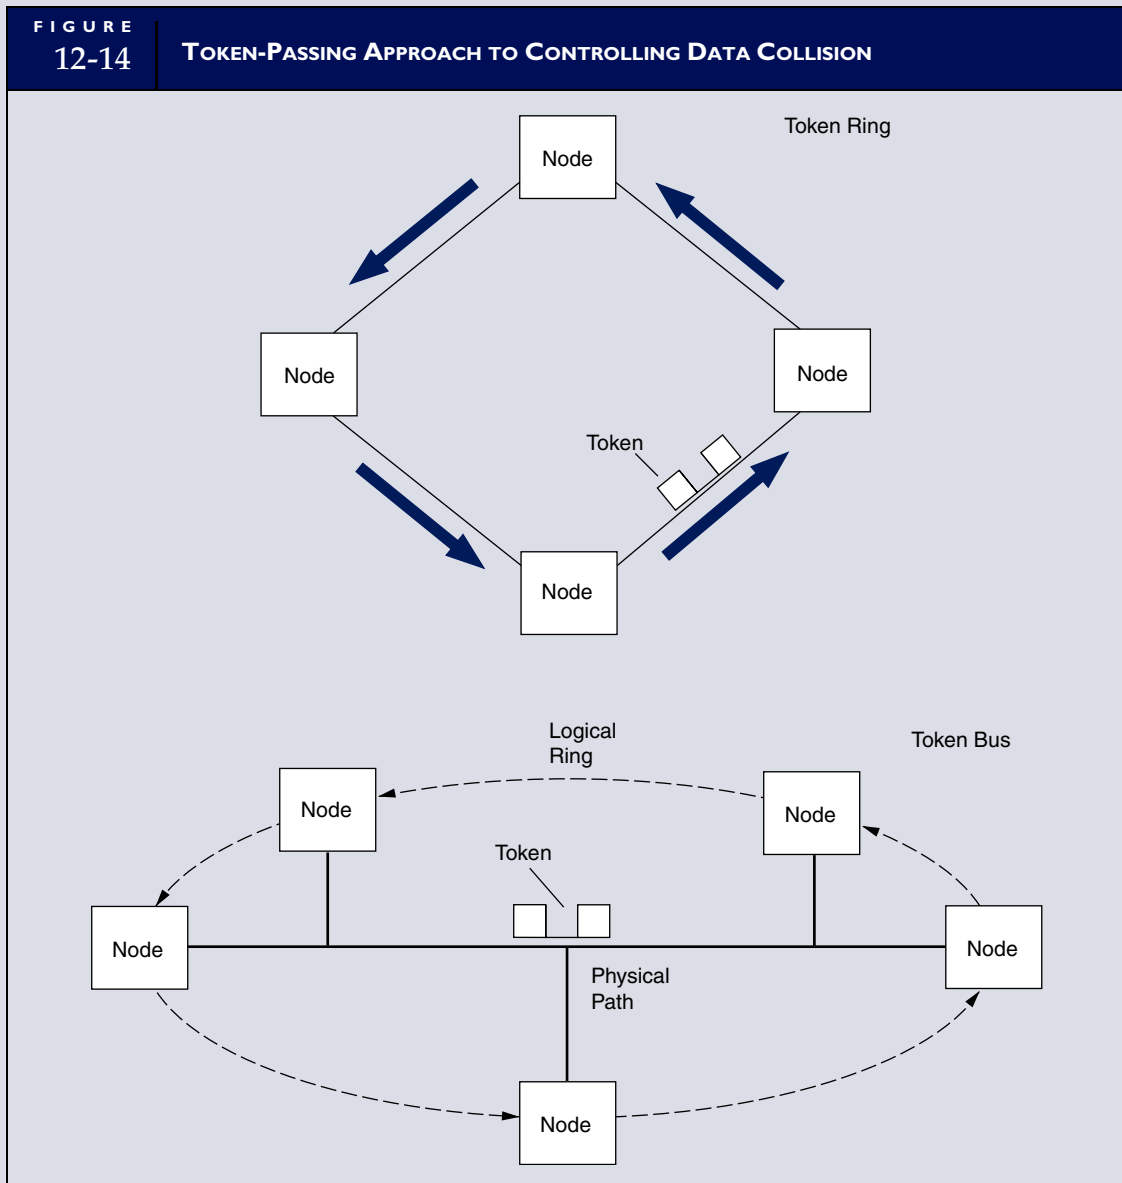 FIGURE
12-14
TOKEN-PASSING APPROACH TO CONTROLLING DATA COLLISION
Token Ring
Node
Node
Node
Token
Node
Logical
Ring
Token Bus
Node
Node
Token
Node
Node
Physical
Path
Node